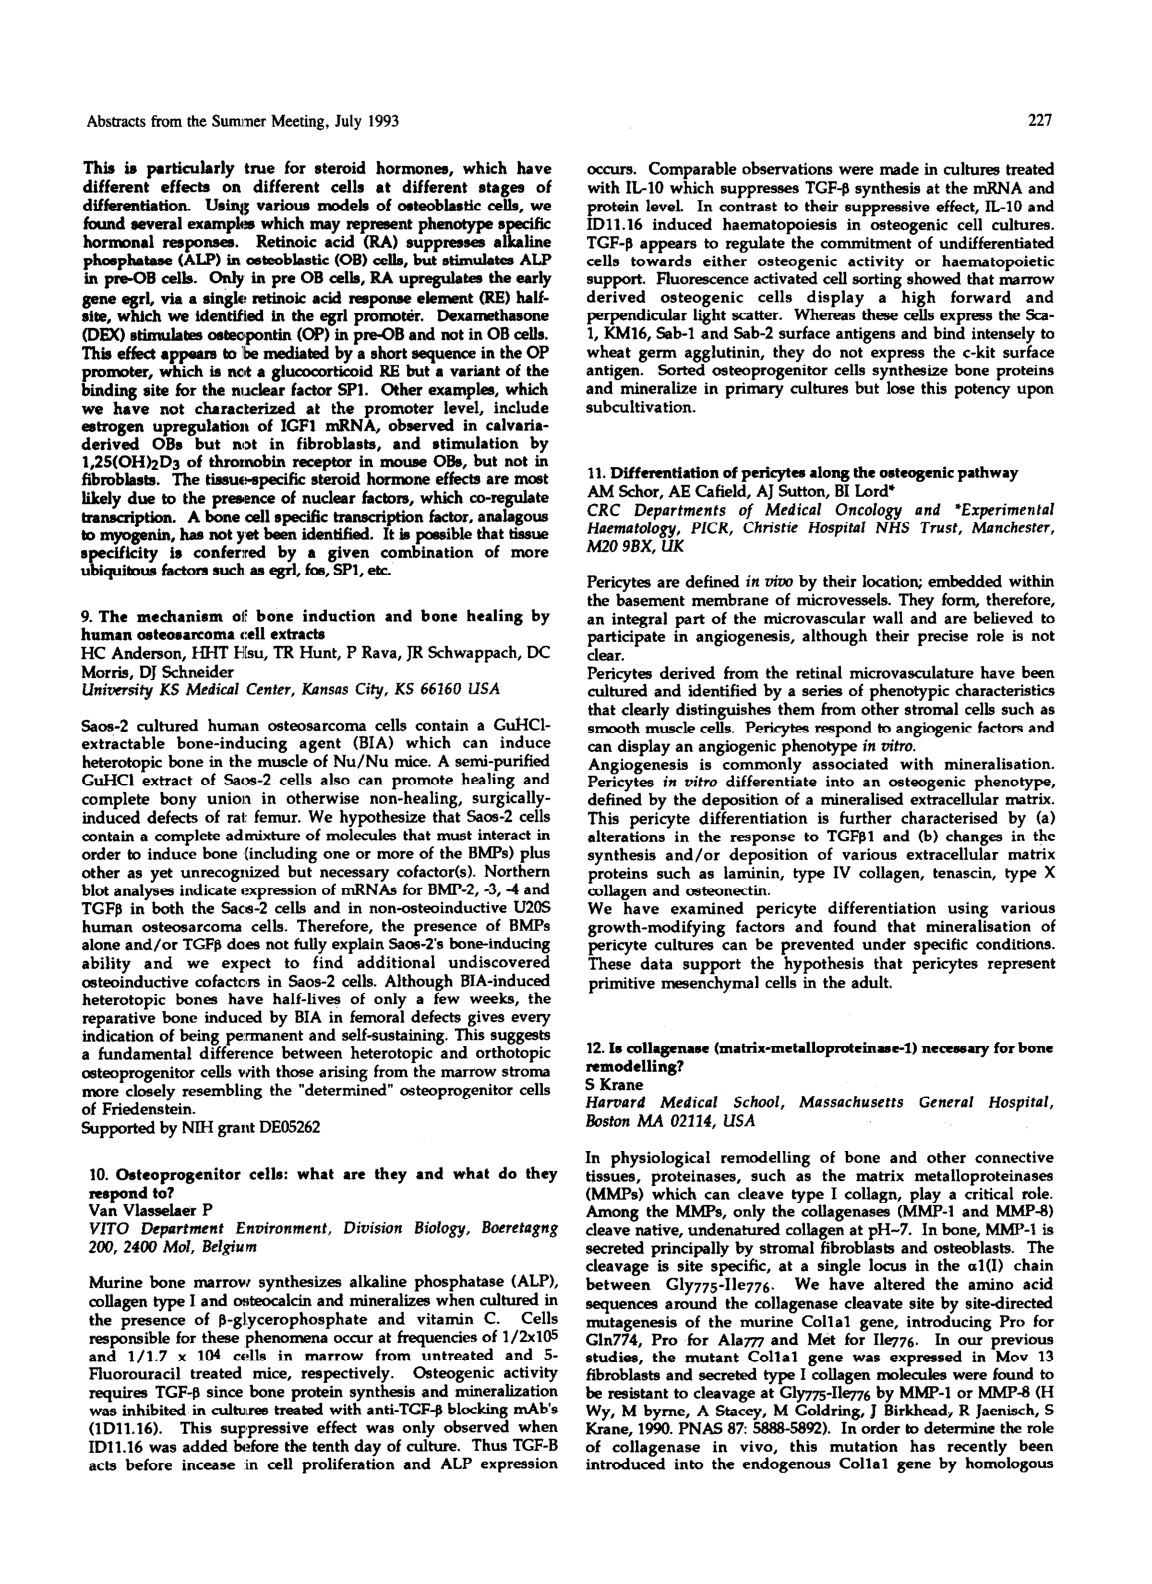 Abstracts from the Summer Meeting, July 1993
227
This is particularly true for steroid hormones, which have
different effects on different cells at different stages of
differentiation. Using various models of osteoblastic cells, we
found several examples which may represent phenotype specific
hormonal responses. Retinoic acid (RA) suppresses alkaline
phosphatase (ALP) in osteoblastic (OB) cells, but stimulates ALP
in pre-OB cells. Only in pre OB cells, RA upregulates the early
gene egrl, via a single retinoic acid response element (RE) half-
site, which we identified in the egrl promoter. Dexamethasone
(DEX) stimulates osteopontin (OP) in pre-OB and not in OB cells.
This effect appears to be mediated by a short sequence in the OP
promoter, which is not a glucocorticoid RE but a variant of the
binding site for the nuclear factor SP1. Other examples, which
we have not characterized at the promoter level, include
estrogen upregulation of IGF1 mRNA, observed in calvaria-
derived OBs but not in fibroblasts, and stimulation by
1,25(OH)2D3 of thrombin receptor in mouse OBs, but not in
fibroblasts. The tissue-specific steroid hormone effects are most
likely due to the presence of nuclear factors, which co-regulate
transcription. A bone cell specific transcription factor, analagous
to myogenin, has not yet been identified. It is possible that tissue
specificity is conferred by a given combination of more
ubiquitous factors such as egrl, fos, SP1, etc.
9. The mechanism of bone induction and bone healing by
human osteosarcoma cell extracts
HC Anderson, HHT Hsu, TR Hunt, P Rava, JR Schwappach, DC
Morris, DJ Schneider
University KS Medical Center, Kansas City, KS 66160 USA
Saos-2 cultured human osteosarcoma cells contain a GuHCl-
extractable bone-inducing agent (BIA) which can induce
heterotopic bone in the muscle of Nu/Nu mice. A semi-purified
GuHCl extract of Saos-2 cells also can promote healing and
complete bony union in otherwise non-healing, surgically-
induced defects of rat femur. We hypothesize that Saos-2 cells
contain a complete admixture of molecules that must interact in
order to induce bone (including one or more of the BMPs) plus
other as yet unrecognized but necessary cofactor(s). Northern
blot analyses indicate expression of mRNAs for BMP-2, -3, -4 and
TGFβ in both the Saos-2 cells and in non-osteoinductive U20S
human osteosarcoma cells. Therefore, the presence of BMPs
alone and/or TGFβ does not fully explain Saos-2's bone-inducing
ability and we expect to find additional undiscovered
osteoinductive cofactors in Saos-2 cells. Although BIA-induced
heterotopic bones have half-lives of only a few weeks, the
reparative bone induced by BIA in femoral defects gives every
indication of being permanent and self-sustaining. This suggests
a fundamental difference between heterotopic and orthotopic
osteoprogenitor cells with those arising from the marrow stroma
more closely resembling the "determined" osteoprogenitor cells
of Friedenstein.
Supported by NIH grant DE05262
10. Osteoprogenitor cells: what are they and what do they
respond to?
Van Vlasselaer P
VITO Department Environment, Division Biology, Boeretagng
200, 2400 Mol, Belgium
Murine bone marrow synthesizes alkaline phosphatase (ALP),
collagen type I and osteocalcin and mineralizes when cultured in
the presence of β-glycerophosphate and vitamin C. Cells
responsible for these phenomena occur at frequencies of 1/2x10⁵
and 1/1.7 x 10⁴ cells in marrow from untreated and 5-
Fluorouracil treated mice, respectively. Osteogenic activity
requires TGF-β since bone protein synthesis and mineralization
was inhibited in cultures treated with anti-TGF-β blocking mAb's
(1D11.16). This suppressive effect was only observed when
ID11.16 was added before the tenth day of culture. Thus TGF-B
acts before incease in cell proliferation and ALP expression
occurs. Comparable observations were made in cultures treated
with IL-10 which suppresses TGF-β synthesis at the mRNA and
protein level. In contrast to their suppressive effect, IL-10 and
ID11.16 induced haematopoiesis in osteogenic cell cultures.
TGF-β appears to regulate the commitment of undifferentiated
cells towards either osteogenic activity or haematopoietic
support. Fluorescence activated cell sorting showed that marrow
derived osteogenic cells display a high forward and
perpendicular light scatter. Whereas these cells express the Sca-
1, KM16, Sab-1 and Sab-2 surface antigens and bind intensely to
wheat germ agglutinin, they do not express the c-kit surface
antigen. Sorted osteoprogenitor cells synthesize bone proteins
and mineralize in primary cultures but lose this potency upon
subcultivation.
11. Differentiation of pericytes along the osteogenic pathway
AM Schor, AE Cafield, AJ Sutton, BI Lord*
CRC Departments of Medical Oncology and *Experimental
Haematology, PICR, Christie Hospital NHS Trust, Manchester,
M20 9BX, UK
Pericytes are defined in vivo by their location; embedded within
the basement membrane of microvessels. They form, therefore,
an integral part of the microvascular wall and are believed to
participate in angiogenesis, although their precise role is not
clear.
Pericytes derived from the retinal microvasculature have been
cultured and identified by a series of phenotypic characteristics
that clearly distinguishes them from other stromal cells such as
smooth muscle cells. Pericytes respond to angiogenic factors and
can display an angiogenic phenotype in vitro.
Angiogenesis is commonly associated with mineralisation.
Pericytes in vitro differentiate into an osteogenic phenotype,
defined by the deposition of a mineralised extracellular matrix.
This pericyte differentiation is further characterised by (a)
alterations in the response to TGFβ1 and (b) changes in the
synthesis and/or deposition of various extracellular matrix
proteins such as laminin, type IV collagen, tenascin, type X
collagen and osteonectin.
We have examined pericyte differentiation using various
growth-modifying factors and found that mineralisation of
pericyte cultures can be prevented under specific conditions.
These data support the hypothesis that pericytes represent
primitive mesenchymal cells in the adult.
12. Is collagenase (matrix-metalloproteinase-1) necessary for bone
remodelling?
S Krane
Harvard Medical School, Massachusetts General Hospital,
Boston MA 02114, USA
In physiological remodelling of bone and other connective
tissues, proteinases, such as the matrix metalloproteinases
(MMPs) which can cleave type I collagn, play a critical role.
Among the MMPs, only the collagenases (MMP-1 and MMP-8)
cleave native, undenatured collagen at pH~7. In bone, MMP-1 is
secreted principally by stromal fibroblasts and osteoblasts. The
cleavage is site specific, at a single locus in the α1(I) chain
between Gly775-Ile776. We have altered the amino acid
sequences around the collagenase cleavate site by site-directed
mutagenesis of the murine Col1a1 gene, introducing Pro for
Gln774, Pro for Ala777 and Met for Ile776. In our previous
studies, the mutant Col1a1 gene was expressed in Mov 13
fibroblasts and secreted type I collagen molecules were found to
be resistant to cleavage at Gly775-Ile776 by MMP-1 or MMP-8 (H
Wy, M byrne, A Stacey, M Goldring, J Birkhead, R Jaenisch, S
Krane, 1990. PNAS 87: 5888-5892). In order to determine the role
of collagenase in vivo, this mutation has recently been
introduced into the endogenous Col1a1 gene by homologous